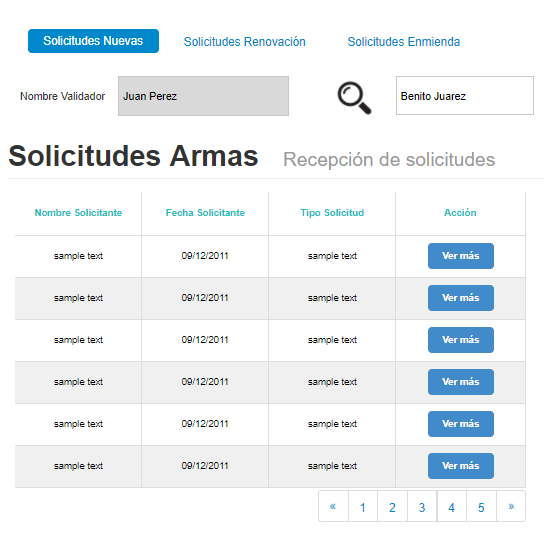 Solicitudes Nuevas Solicitudes Renovación Solicitudes Enmienda
Nombre Validador Juan Perez Benito Juarez
Solicitudes Armas Recepción de solicitudes
Nombre Solicitante Fecha Solicitante Tipo Solicitud Acción
sample text 09/12/2011 sample text Ver más
sample text 09/12/2011 sample text Ver más
sample text 09/12/2011 sample text Ver más
sample text 09/12/2011 sample text Ver más
sample text 09/12/2011 sample text Ver más
sample text 09/12/2011 sample text Ver más
« 1 2 3 4 5 »